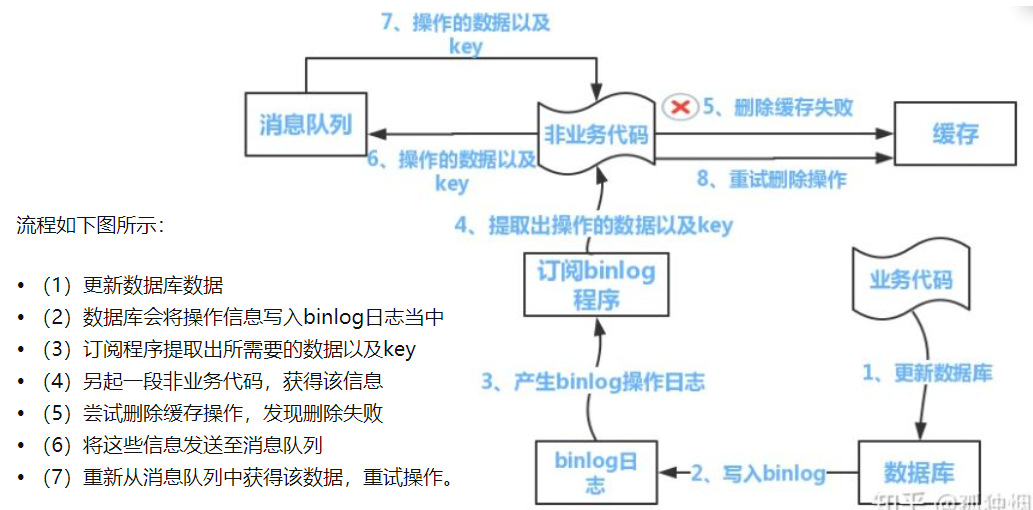 7、操作的数据以及
key
消息队列
非业务代码
5、删除缓存失败
缓存
6、操作的数据以及
key
8、重试删除操作
4、提取出操作的数据以及key
流程如下图所示：
订阅binlog
程序
业务代码
• （1）更新数据库数据
• （2）数据库会将操作信息写入binlog日志当中
• （3）订阅程序提取出所需要的数据以及key
• （4）另起一段非业务代码，获得该信息
• （5）尝试删除缓存操作，发现删除失败
• （6）将这些信息发送至消息队列
• （7）重新从消息队列中获得该数据，重试操作。
3、产生binlog操作日志
1、更新数据库
binlog日
志
2、写入binlog
数据库
知乎 @孤独烟